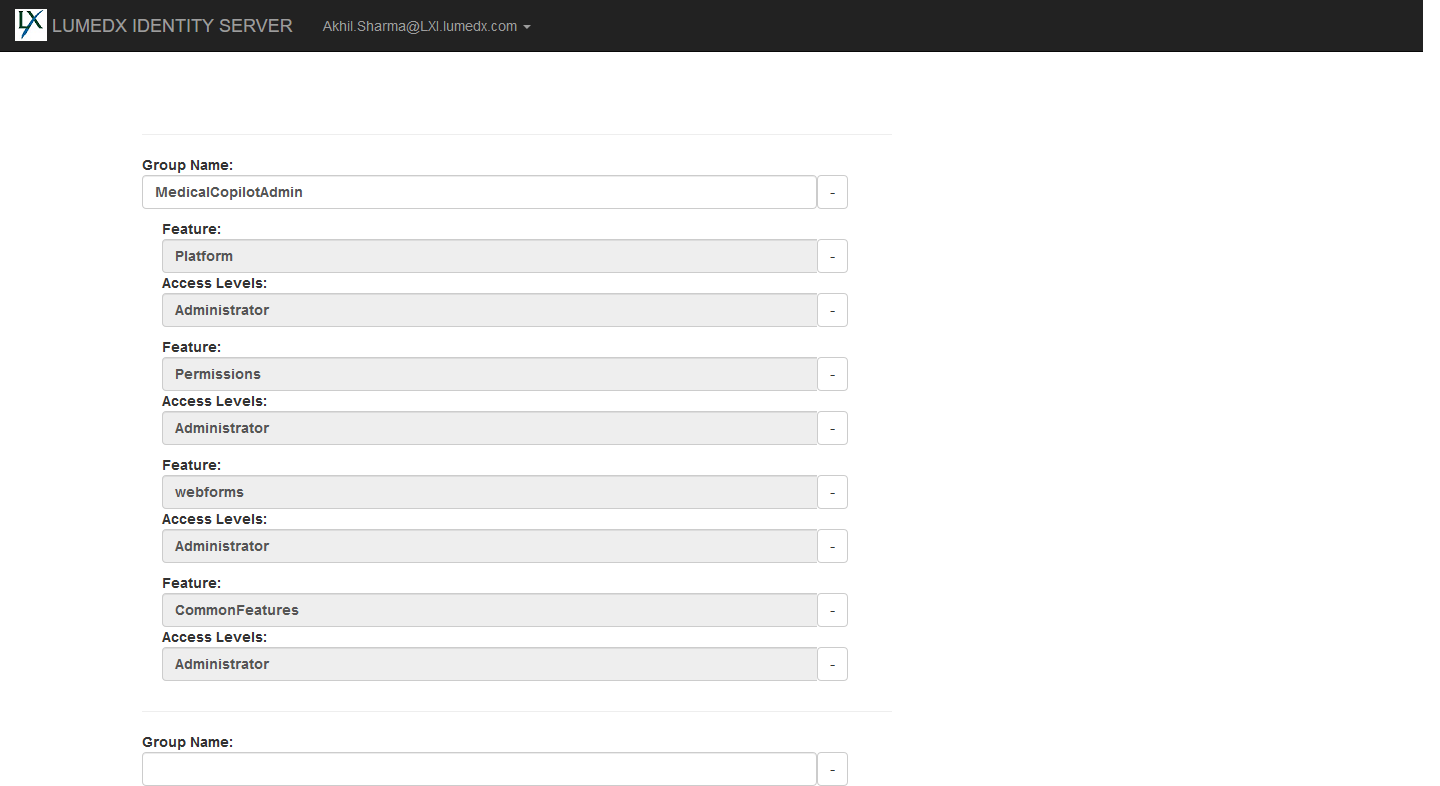 LX LUMEDX IDENTITY SERVER Akhil.Sharma@LXI.lumedx.com
Group Name:
MedicalCopilotAdmin -
Feature:
Platform -
Access Levels:
Administrator -
Feature:
Permissions -
Access Levels:
Administrator -
Feature:
webforms -
Access Levels:
Administrator -
Feature:
CommonFeatures -
Access Levels:
Administrator -
Group Name:
-